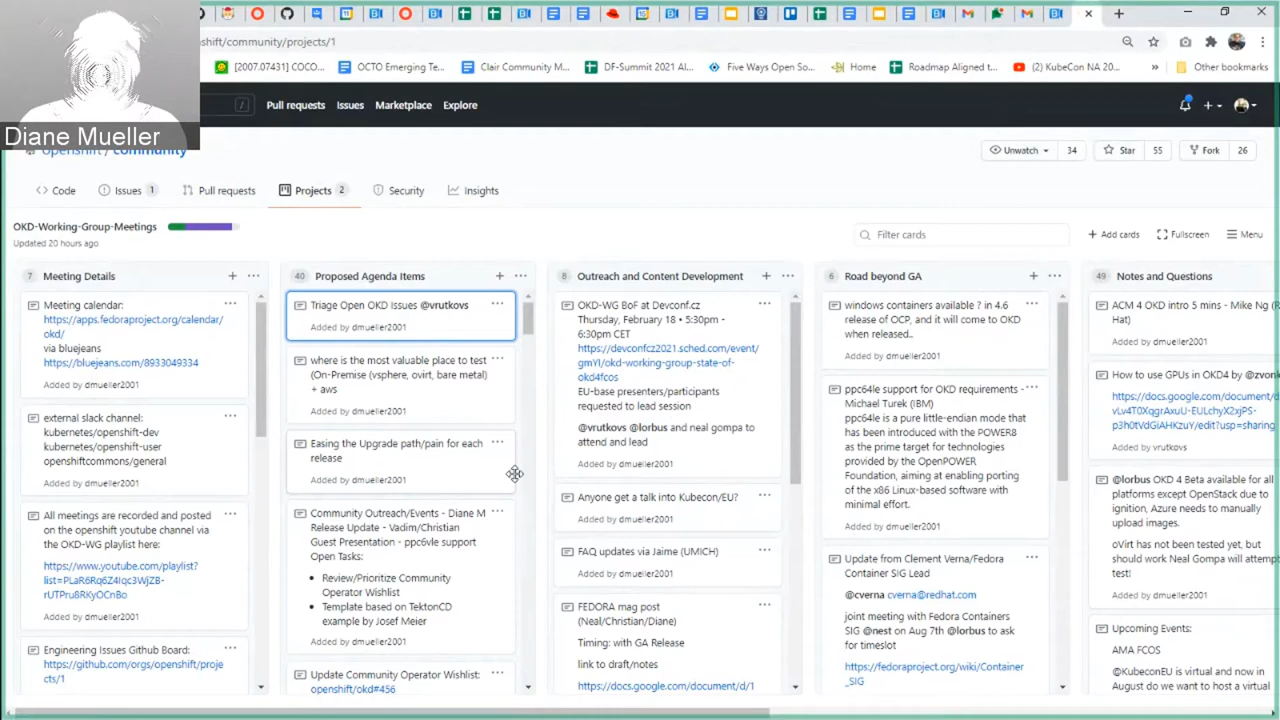 nshift/community/projects/1
[2007.07431] COCO...
OCTO Emerging Te...
Clair Community M...
DF-Summit 2021 Al...
Five Ways Open So...
Home
Roadmap Aligned t...
(2) KubeCon NA 20...
»
Other bookmarks
/
Pull requests
Issues
Marketplace
Explore
Diane Mueller
openshift / community
Unwatch
34
Star
55
Fork
26
Code
Issues 1
Pull requests
Projects 2
Security
Insights
OKD-Working-Group-Meetings
Updated 20 hours ago
Filter cards
+ Add cards
Fullscreen
Menu
7 Meeting Details
Meeting calendar:
https://apps.fedoraproject.org/calendar/
okd/
via bluejeans
https://bluejeans.com/8933049334
Added by dmueller2001
external slack channel:
kubernetes/openshift-dev
kubernetes/openshift-user
openshiftcommons/general
Added by dmueller2001
All meetings are recorded and posted
on the openshift youtube channel via
the OKD-WG playlist here:
https://www.youtube.com/playlist?
list=PLaR6Rq6Z4Iqc3WjZB-
rUTPru8RKyOCnBo
Added by dmueller2001
Engineering Issues Github Board:
https://github.com/orgs/openshift/proje
cts/1
40 Proposed Agenda Items
Triage Open OKD Issues @vrutkovs
Added by dmueller2001
where is the most valuable place to test
(On-Premise (vsphere, ovirt, bare metal)
+ aws
Added by dmueller2001
Easing the Upgrade path/pain for each
release
Added by dmueller2001
Community Outreach/Events - Diane M
Release Update - Vadim/Christian
Guest Presentation - ppc6vle support
Open Tasks:
• Review/Prioritize Community
Operator Wishlist
• Template based on TektonCD
example by Josef Meier
Added by dmueller2001
Update Community Operator Wishlist:
openshift/okd#456
8 Outreach and Content Development
OKD-WG BoF at Devconf.cz
Thursday, February 18 • 5:30pm -
6:30pm CET
https://devconfcz2021.sched.com/event/
gmYI/okd-working-group-state-of-
okd4fcos
EU-base presenters/participants
requested to lead session
@vrutkovs @lorbus and neal gompa to
attend and lead
Added by dmueller2001
Anyone get a talk into Kubecon/EU?
Added by dmueller2001
FAQ updates via Jaime (UMICH)
Added by dmueller2001
FEDORA mag post
(Neal/Christian/Diane)
Timing: with GA Release
link to draft/notes
https://docs.google.com/document/d/1
6 Road beyond GA
windows containers available ? in 4.6
release of OCP, and it will come to OKD
when released..
Added by dmueller2001
ppc64le support for OKD requirements -
Michael Turek (IBM)
ppc64le is a pure little-endian mode that
has been introduced with the POWER8
as the prime target for technologies
provided by the OpenPOWER
Foundation, aiming at enabling porting
of the x86 Linux-based software with
minimal effort.
Added by dmueller2001
Update from Clement Verna/Fedora
Container SIG Lead
@cverna cverna@redhat.com
joint meeting with Fedora Containers
SIG @nest on Aug 7th @lorbus to ask
for timeslot
https://fedoraproject.org/wiki/Container
_SIG
49 Notes and Questions
ACM 4 OKD intro 5 mins - Mike Ng (R
Hat)
Added by dmueller2001
How to use GPUs in OKD4 by @zvonk
https://docs.google.com/document/d
vLv4T0XqgrAxuU-EULchyX2xjPS-
p3h0tVdGiAHKzuY/edit?usp=sharing
Added by vrutkovs
@lorbus OKD 4 Beta available for all
platforms except OpenStack due to
ignition, Azure needs to manually
upload images.
oVirt has not been tested yet, but
should work Neal Gompa will attemp
test!
Added by dmueller2001
Upcoming Events:
AMA FCOS
@KubeconEU is virtual and now in
August do we want to host a virtual